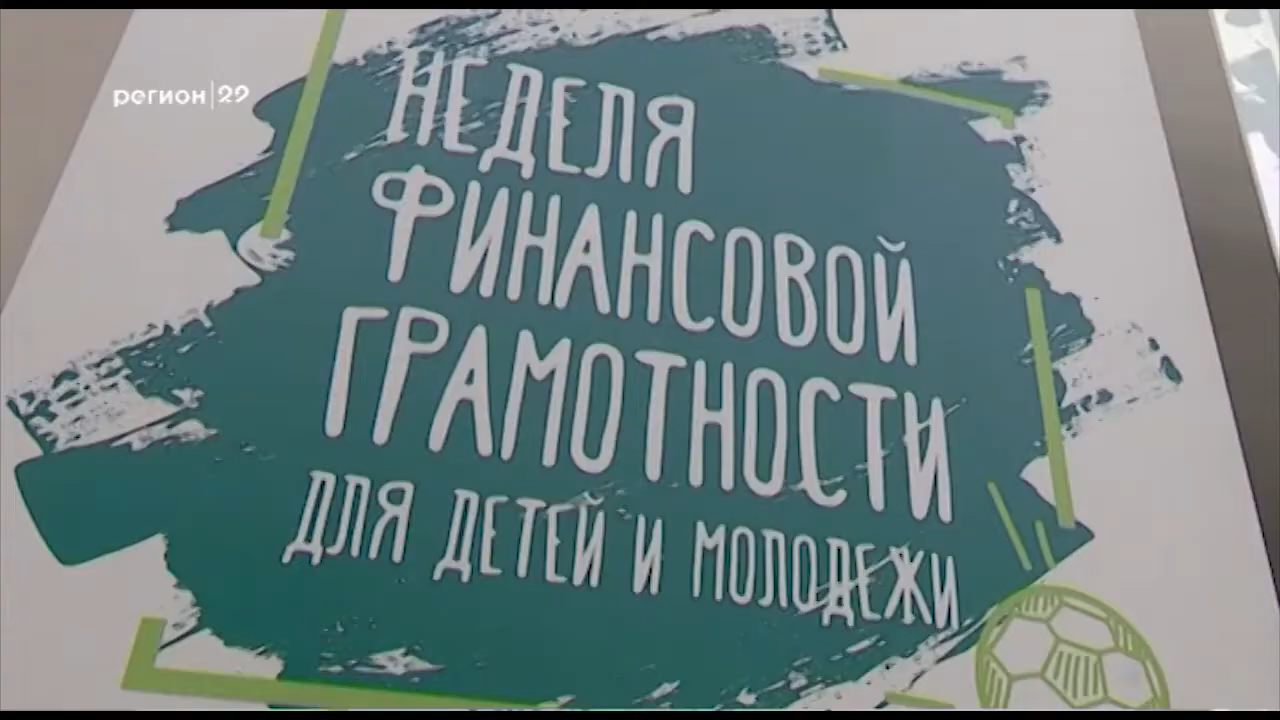 регион|29
НЕДЕЛЯ
ФИНАНСОВОЙ
ГРАМОТНОСТИ
ДЛЯ ДЕТЕЙ И МОЛОДЕЖИ